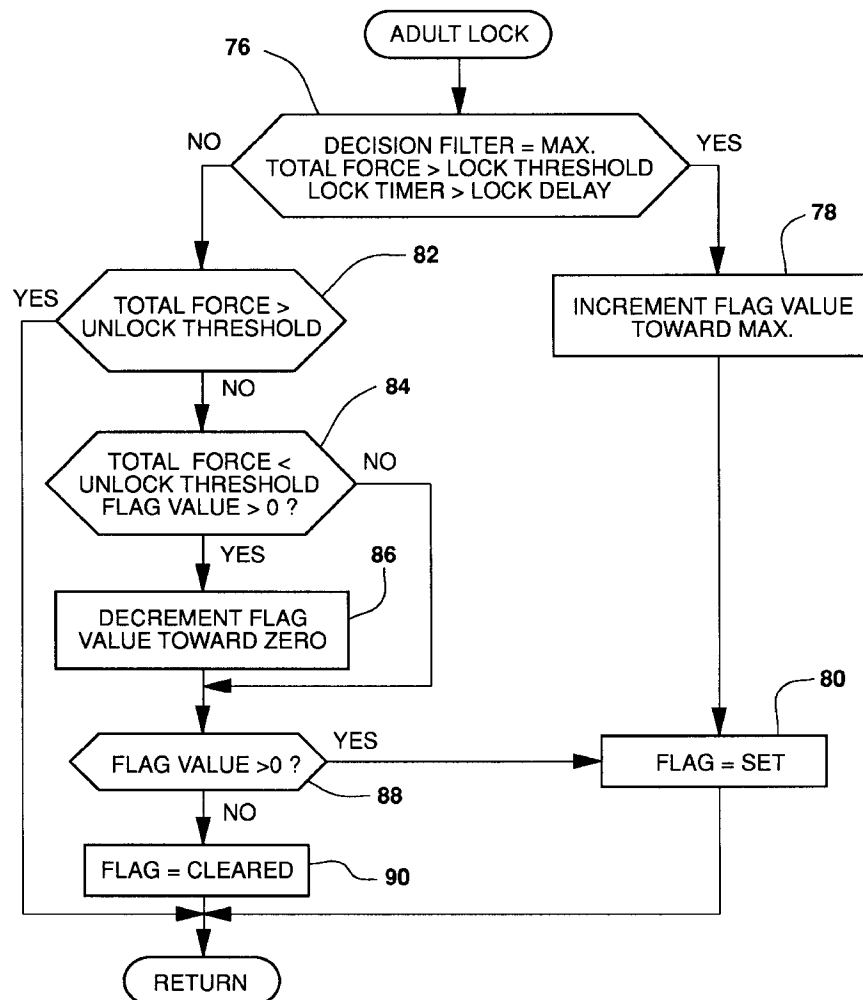 ADULT LOCK
76
NO
DECISION FILTER = MAX.
TOTAL FORCE > LOCK THRESHOLD
LOCK TIMER > LOCK DELAY
YES
78
82
YES
TOTAL FORCE >
UNLOCK THRESHOLD
INCREMENT FLAG VALUE
TOWARD MAX.
NO
84
TOTAL FORCE <
UNLOCK THRESHOLD
FLAG VALUE > 0 ?
NO
YES
86
DECREMENT FLAG
VALUE TOWARD ZERO
80
FLAG VALUE >0 ?
YES
FLAG = SET
88
NO
FLAG = CLEARED
90
RETURN